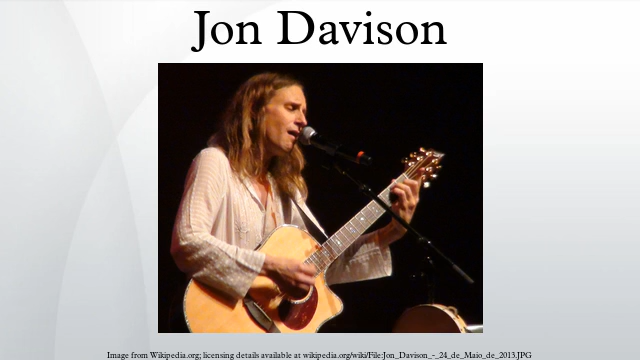 Jon Davison
Image from Wikipedia.org; licensing details available at wikipedia.org/wiki/File:Jon_Davison_-_24_de_Maio_de_2013.JPG